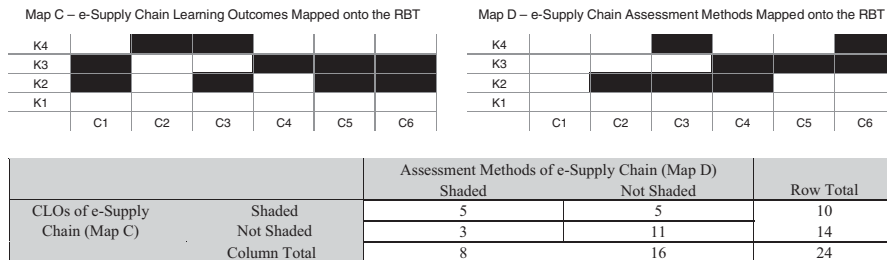 Map C – e-Supply Chain Learning Outcomes Mapped onto the RBT
K4
K3
K2
K1
C1 C2 C3 C4 C5 C6
Map D – e-Supply Chain Assessment Methods Mapped onto the RBT
K4
K3
K2
K1
C1 C2 C3 C4 C5 C6
Assessment Methods of e-Supply Chain (Map D)
Shaded Not Shaded Row Total
CLOs of e-Supply Shaded 5 5 10
Chain (Map C) Not Shaded 3 11 14
Column Total 8 16 24